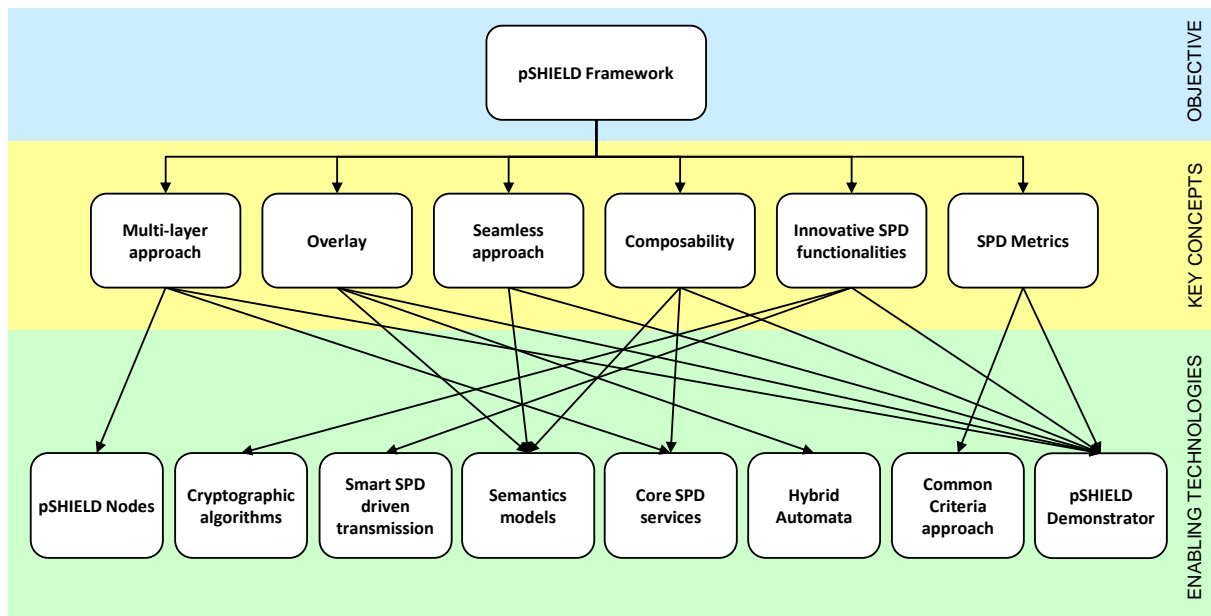 pSHIELD Framework
OBJECTIVE
Multi-layer
approach
Overlay
Seamless
approach
Composability
Innovative SPD
functionalities
SPD Metrics
KEY CONCEPTS
pSHIELD Nodes
Cryptographic
algorithms
Smart SPD
driven
transmission
Semantics
models
Core SPD
services
Hybrid
Automata
Common
Criteria
approach
pSHIELD
Demonstrator
ENABLING TECHNOLOGIES